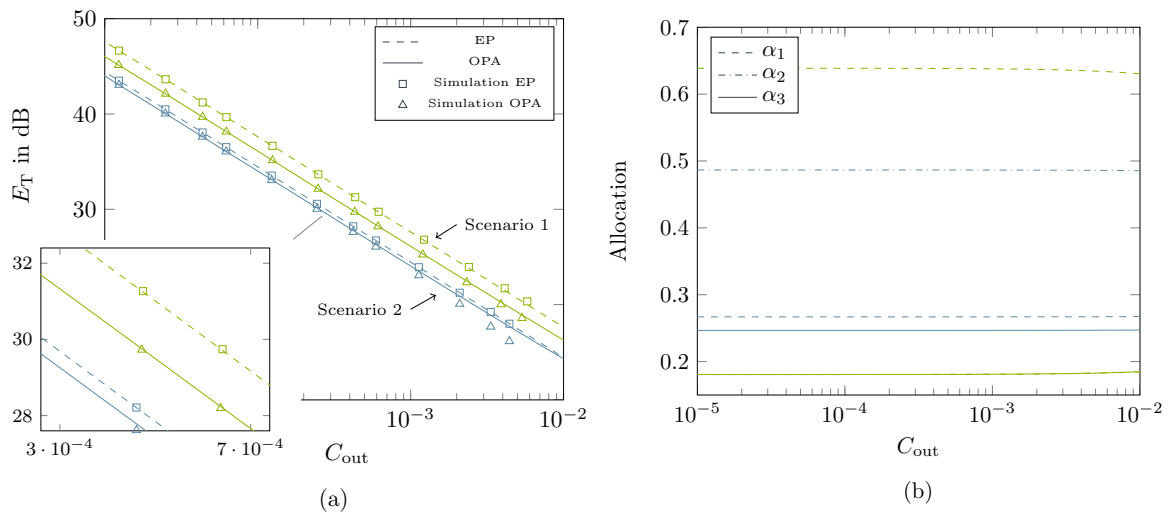 50
40
30
E_T in dB
EP
OPA
Simulation EP
Simulation OPA
Scenario 1
Scenario 2
32
30
28
3 · 10^−4
7 · 10^−4
10^−3
10^−2
C_out
(a)
0.7
0.6
0.5
0.4
0.3
0.2
Allocation
α_1
α_2
α_3
10^−5
10^−4
10^−3
10^−2
C_out
(b)